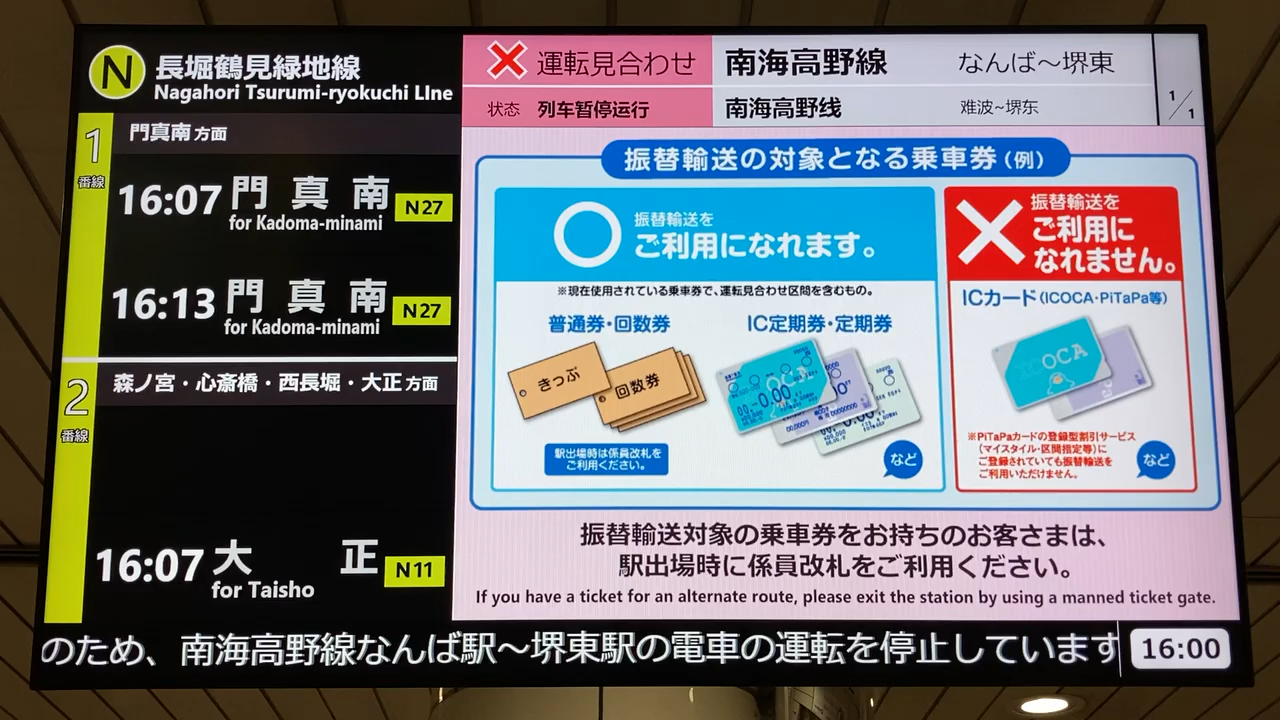 N 長堀鶴見緑地線
Nagahori Tsurumi-ryokuchi LIne
1
番線
門真南方面
16:07 門真南 N27
for Kadoma-minami
16:13 門真南 N27
for Kadoma-minami
2
番線
森ノ宮・心斎橋・西長堀・大正方面
16:07 大正 N11
for Taisho
運転見合わせ 南海高野線 なんば～堺東
状态 列车暂停运行 南海高野线 难波~堺东
1/1
振替輸送の対象となる乗車券(例)
振替輸送を
ご利用になれます。
※現在使用されている乗車券で、運転見合わせ区間を含むもの。
普通券・回数券
IC定期券・定期券
きっぷ
回数券
駅出場時は係員改札を
ご利用ください。
など
振替輸送を
ご利用に
なれません。
ICカード(ICOCA・PiTaPa等)
ICOCA
※PiTaPaカードの登録型割引サービス
(マイスタイル・区間指定等)に
ご登録されていても振替輸送を
ご利用いただけません。
など
振替輸送対象の乗車券をお持ちのお客さまは、
駅出場時に係員改札をご利用ください。
If you have a ticket for an alternate route, please exit the station by using a manned ticket gate.
のため、南海高野線なんば駅～堺東駅の電車の運転を停止しています
16:00